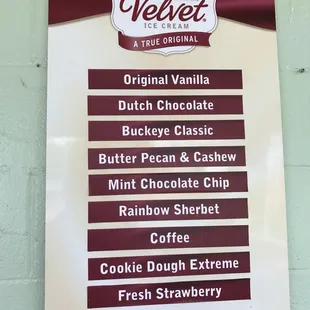 Velvet.
ICE CREAM
A TRUE ORIGINAL
Original Vanilla
Dutch Chocolate
Buckeye Classic
Butter Pecan & Cashew
Mint Chocolate Chip
Rainbow Sherbet
Coffee
Cookie Dough Extreme
Fresh Strawberry